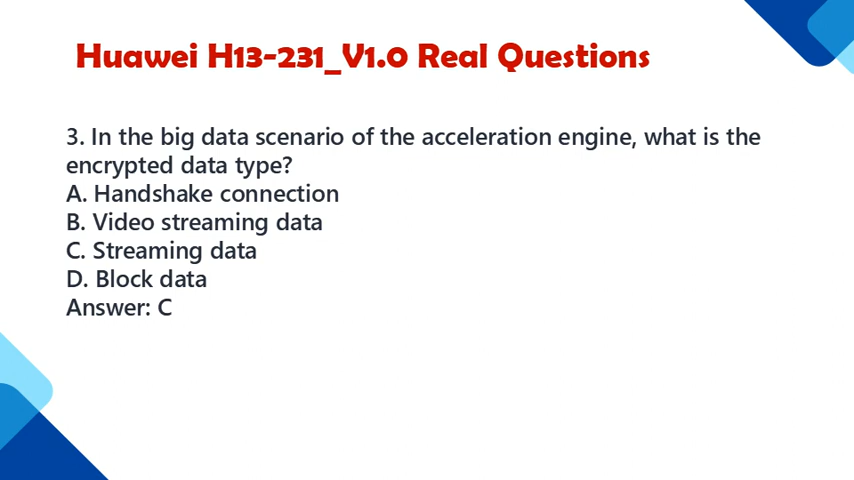 Huawei H13-231_V1.0 Real Questions
3. In the big data scenario of the acceleration engine, what is the
encrypted data type?
A. Handshake connection
B. Video streaming data
C. Streaming data
D. Block data
Answer: C